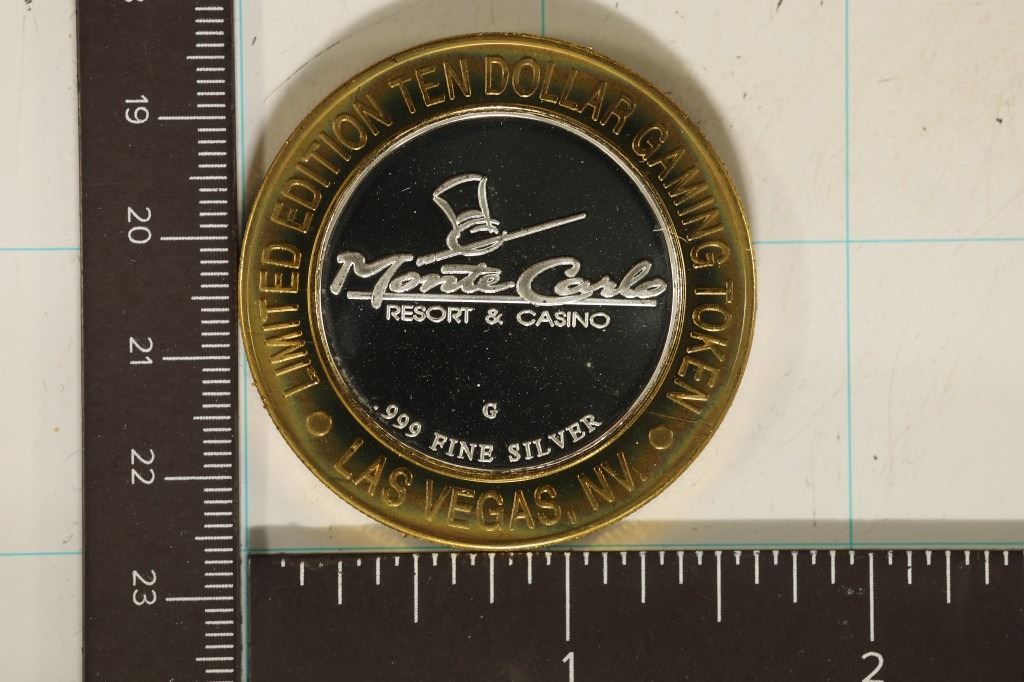 LIMITED EDITION TEN DOLLAR GAMING TOKEN
Monte Carlo
RESORT & CASINO
G
.999 FINE SILVER
LAS VEGAS, NV.
19
20
21
22
23
1
2